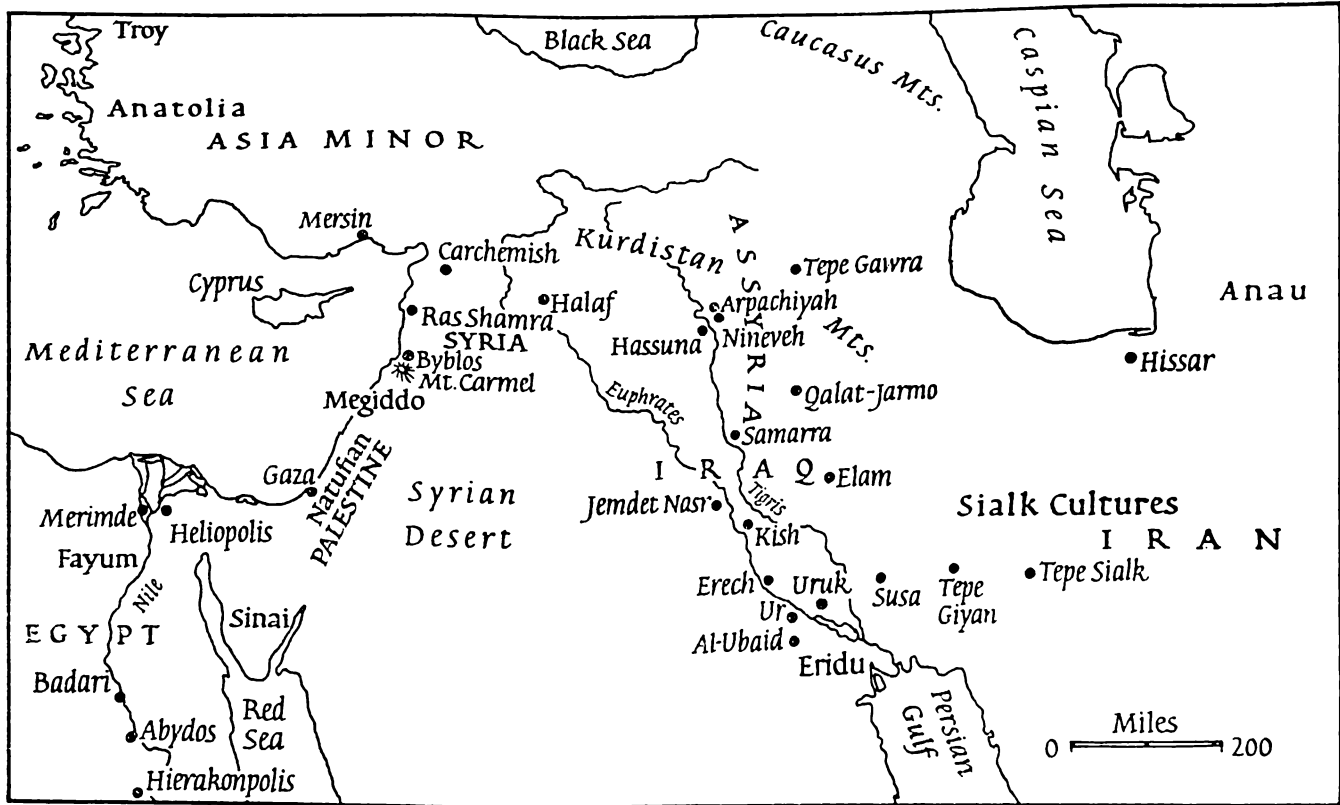 Troy
Black Sea
Caucasus Mts.
Caspian Sea
Anatolia
ASIA MINOR
Mersin
Carchemish
Kurdistan
ASSYRIA
Tepe Gawra
Cyprus
Halaf
Arpachiyah
Anau
Ras Shamra
SYRIA
Hassuna
Nineveh
Mts.
Mediterranean
Sea
Byblos
Mt. Carmel
Hissar
Megiddo
Euphrates
Qalat-Jarmo
Samarra
Gaza
Natufian
PALESTINE
Syrian
Desert
IRAQ
Elam
Jemdet Nasr
Tigris
Sialk Cultures
IRAN
Merimde
Heliopolis
Kish
Fayum
Nile
Erech
Uruk
Susa
Tepe
Giyan
Tepe Sialk
EGYPT
Sinai
Ur
Al-Ubaid
Eridu
Badari
Red
Sea
Persian
Gulf
Miles
0 200
Abydos
Hierakonpolis